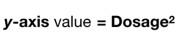 y-axis value = Dosage²